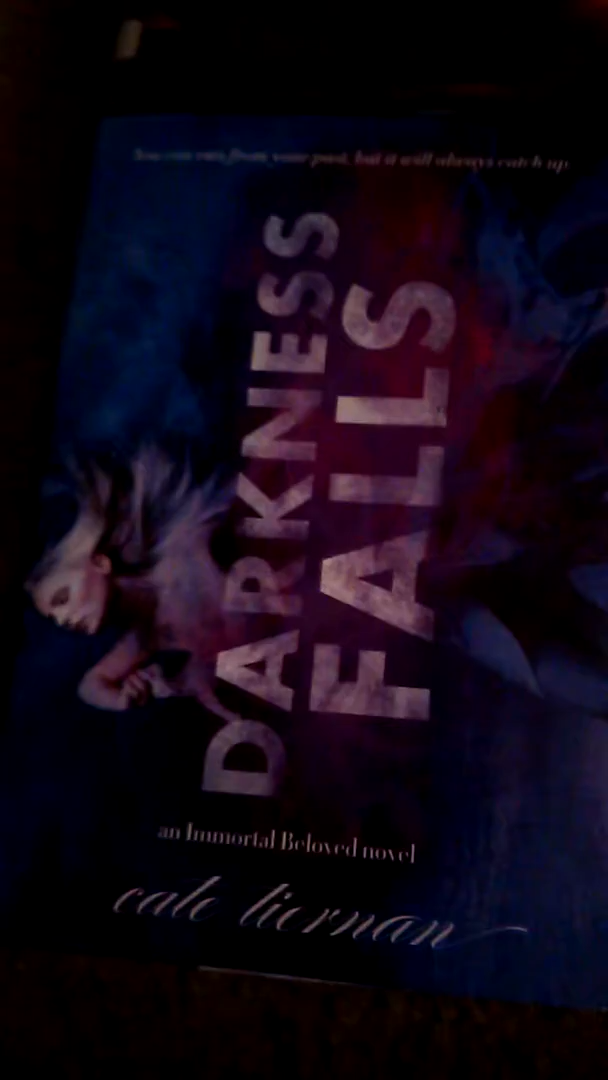 You can run from your past, but it will always catch up.
DARKNESS
FALLS
an Immortal Beloved novel
cate tiernan